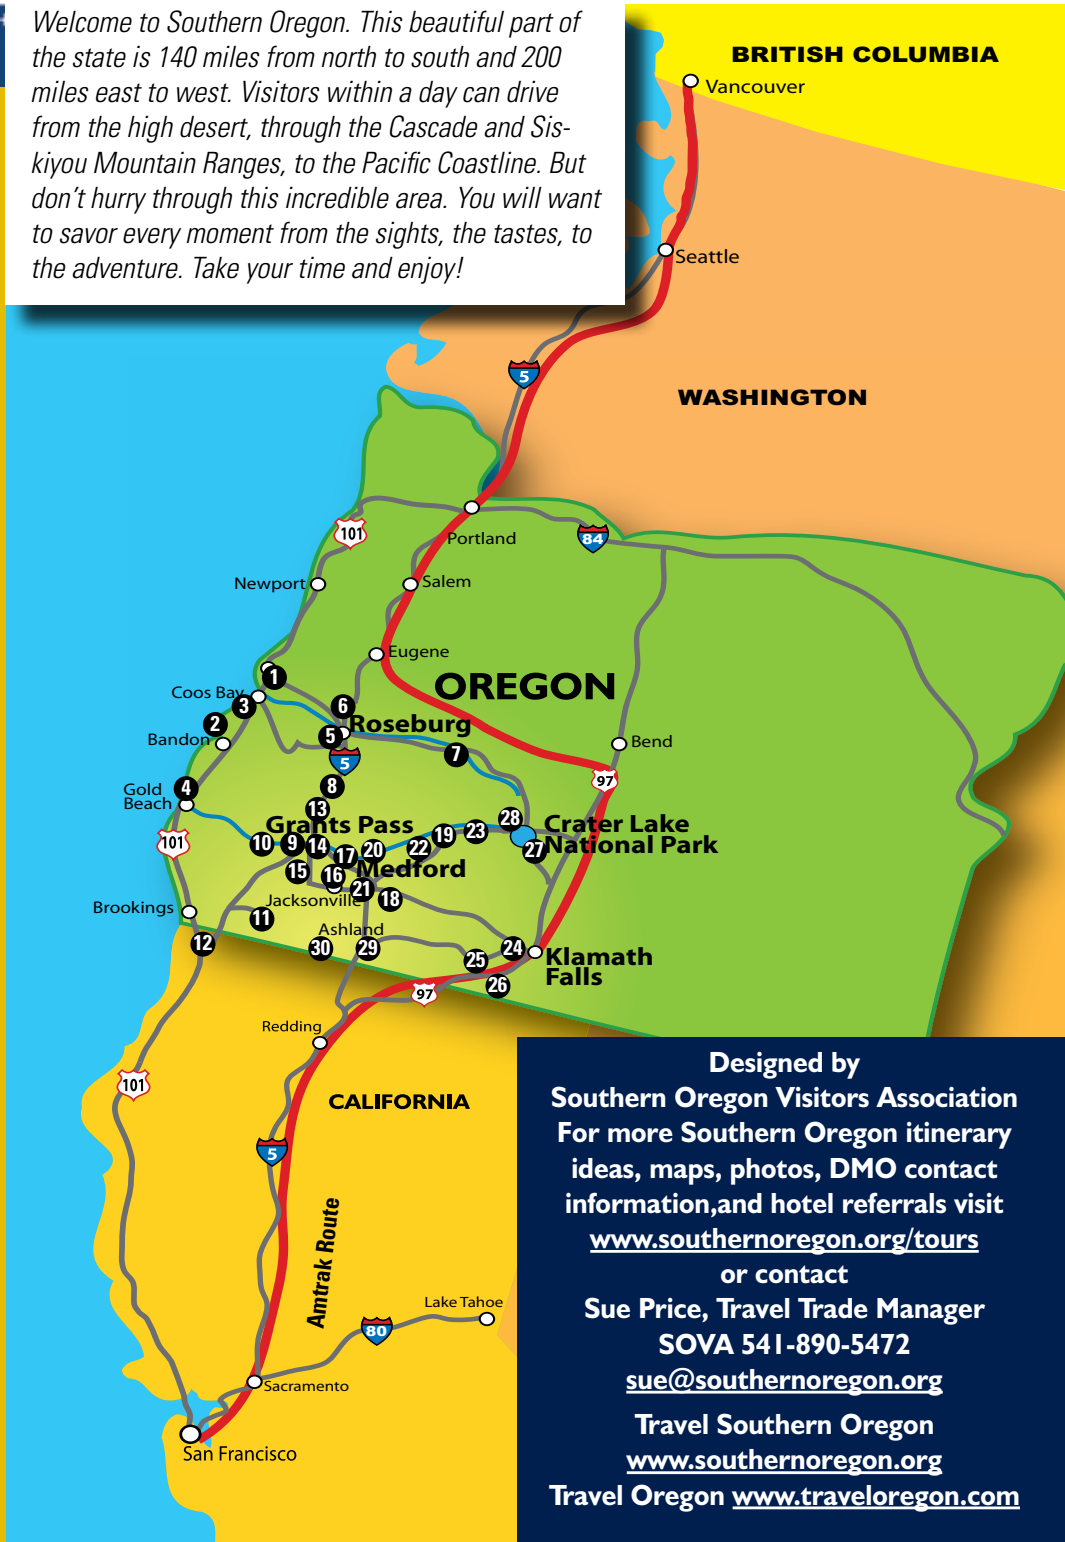 Welcome to Southern Oregon. This beautiful part of
the state is 140 miles from north to south and 200
miles east to west. Visitors within a day can drive
from the high desert, through the Cascade and Sis-
kiyou Mountain Ranges, to the Pacific Coastline. But
don't hurry through this incredible area. You will want
to savor every moment from the sights, the tastes, to
the adventure. Take your time and enjoy!
BRITISH COLUMBIA
Vancouver
Seattle
5
WASHINGTON
101
Portland
84
Newport
Salem
Eugene
OREGON
1
Coos Bay
3
6
2
Roseburg
5
Bandon
7
Bend
5
97
4
Gold
Beach
8
13
28
Crater Lake
National Park
Grants Pass
101
10
9
14
17
20
22
19
23
27
15
16
Medford
21
18
Jacksonville
Brookings
11
12
Ashland
30
29
24
25
26
Klamath
Falls
97
Redding
101
CALIFORNIA
5
Amtrak Route
Lake Tahoe
80
Sacramento
San Francisco
Designed by
Southern Oregon Visitors Association
For more Southern Oregon itinerary
ideas, maps, photos, DMO contact
information,and hotel referrals visit
www.southernoregon.org/tours
or contact
Sue Price, Travel Trade Manager
SOVA 541-890-5472
sue@southernoregon.org
Travel Southern Oregon
www.southernoregon.org
Travel Oregon www.traveloregon.com